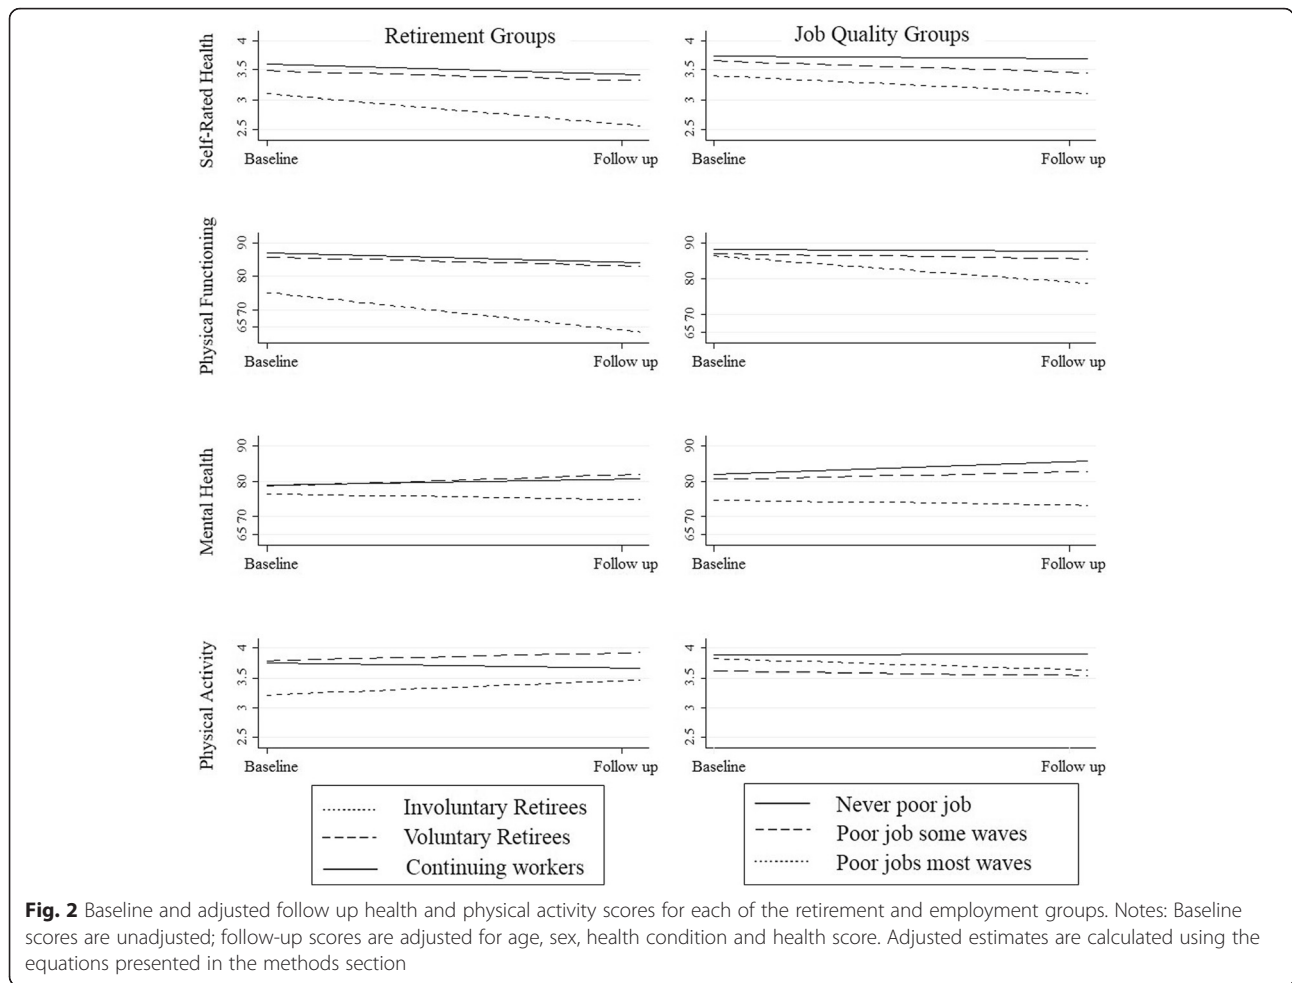 Retirement Groups
Job Quality Groups
Self-Rated Health
4
3.5
3
2.5
Baseline
Follow up
4
3.5
3
2.5
Baseline
Follow up
Physical Functioning
90
80
70
65
Baseline
Follow up
90
80
70
65
Baseline
Follow up
Mental Health
90
80
70
65
Baseline
Follow up
90
80
70
65
Baseline
Follow up
Physical Activity
4
3.5
3
2.5
Baseline
Follow up
4
3.5
3
2.5
Baseline
Follow up
Involuntary Retirees
Voluntary Retirees
Continuing workers
Never poor job
Poor job some waves
Poor jobs most waves
Fig. 2 Baseline and adjusted follow up health and physical activity scores for each of the retirement and employment groups. Notes: Baseline
scores are unadjusted; follow-up scores are adjusted for age, sex, health condition and health score. Adjusted estimates are calculated using the
equations presented in the methods section